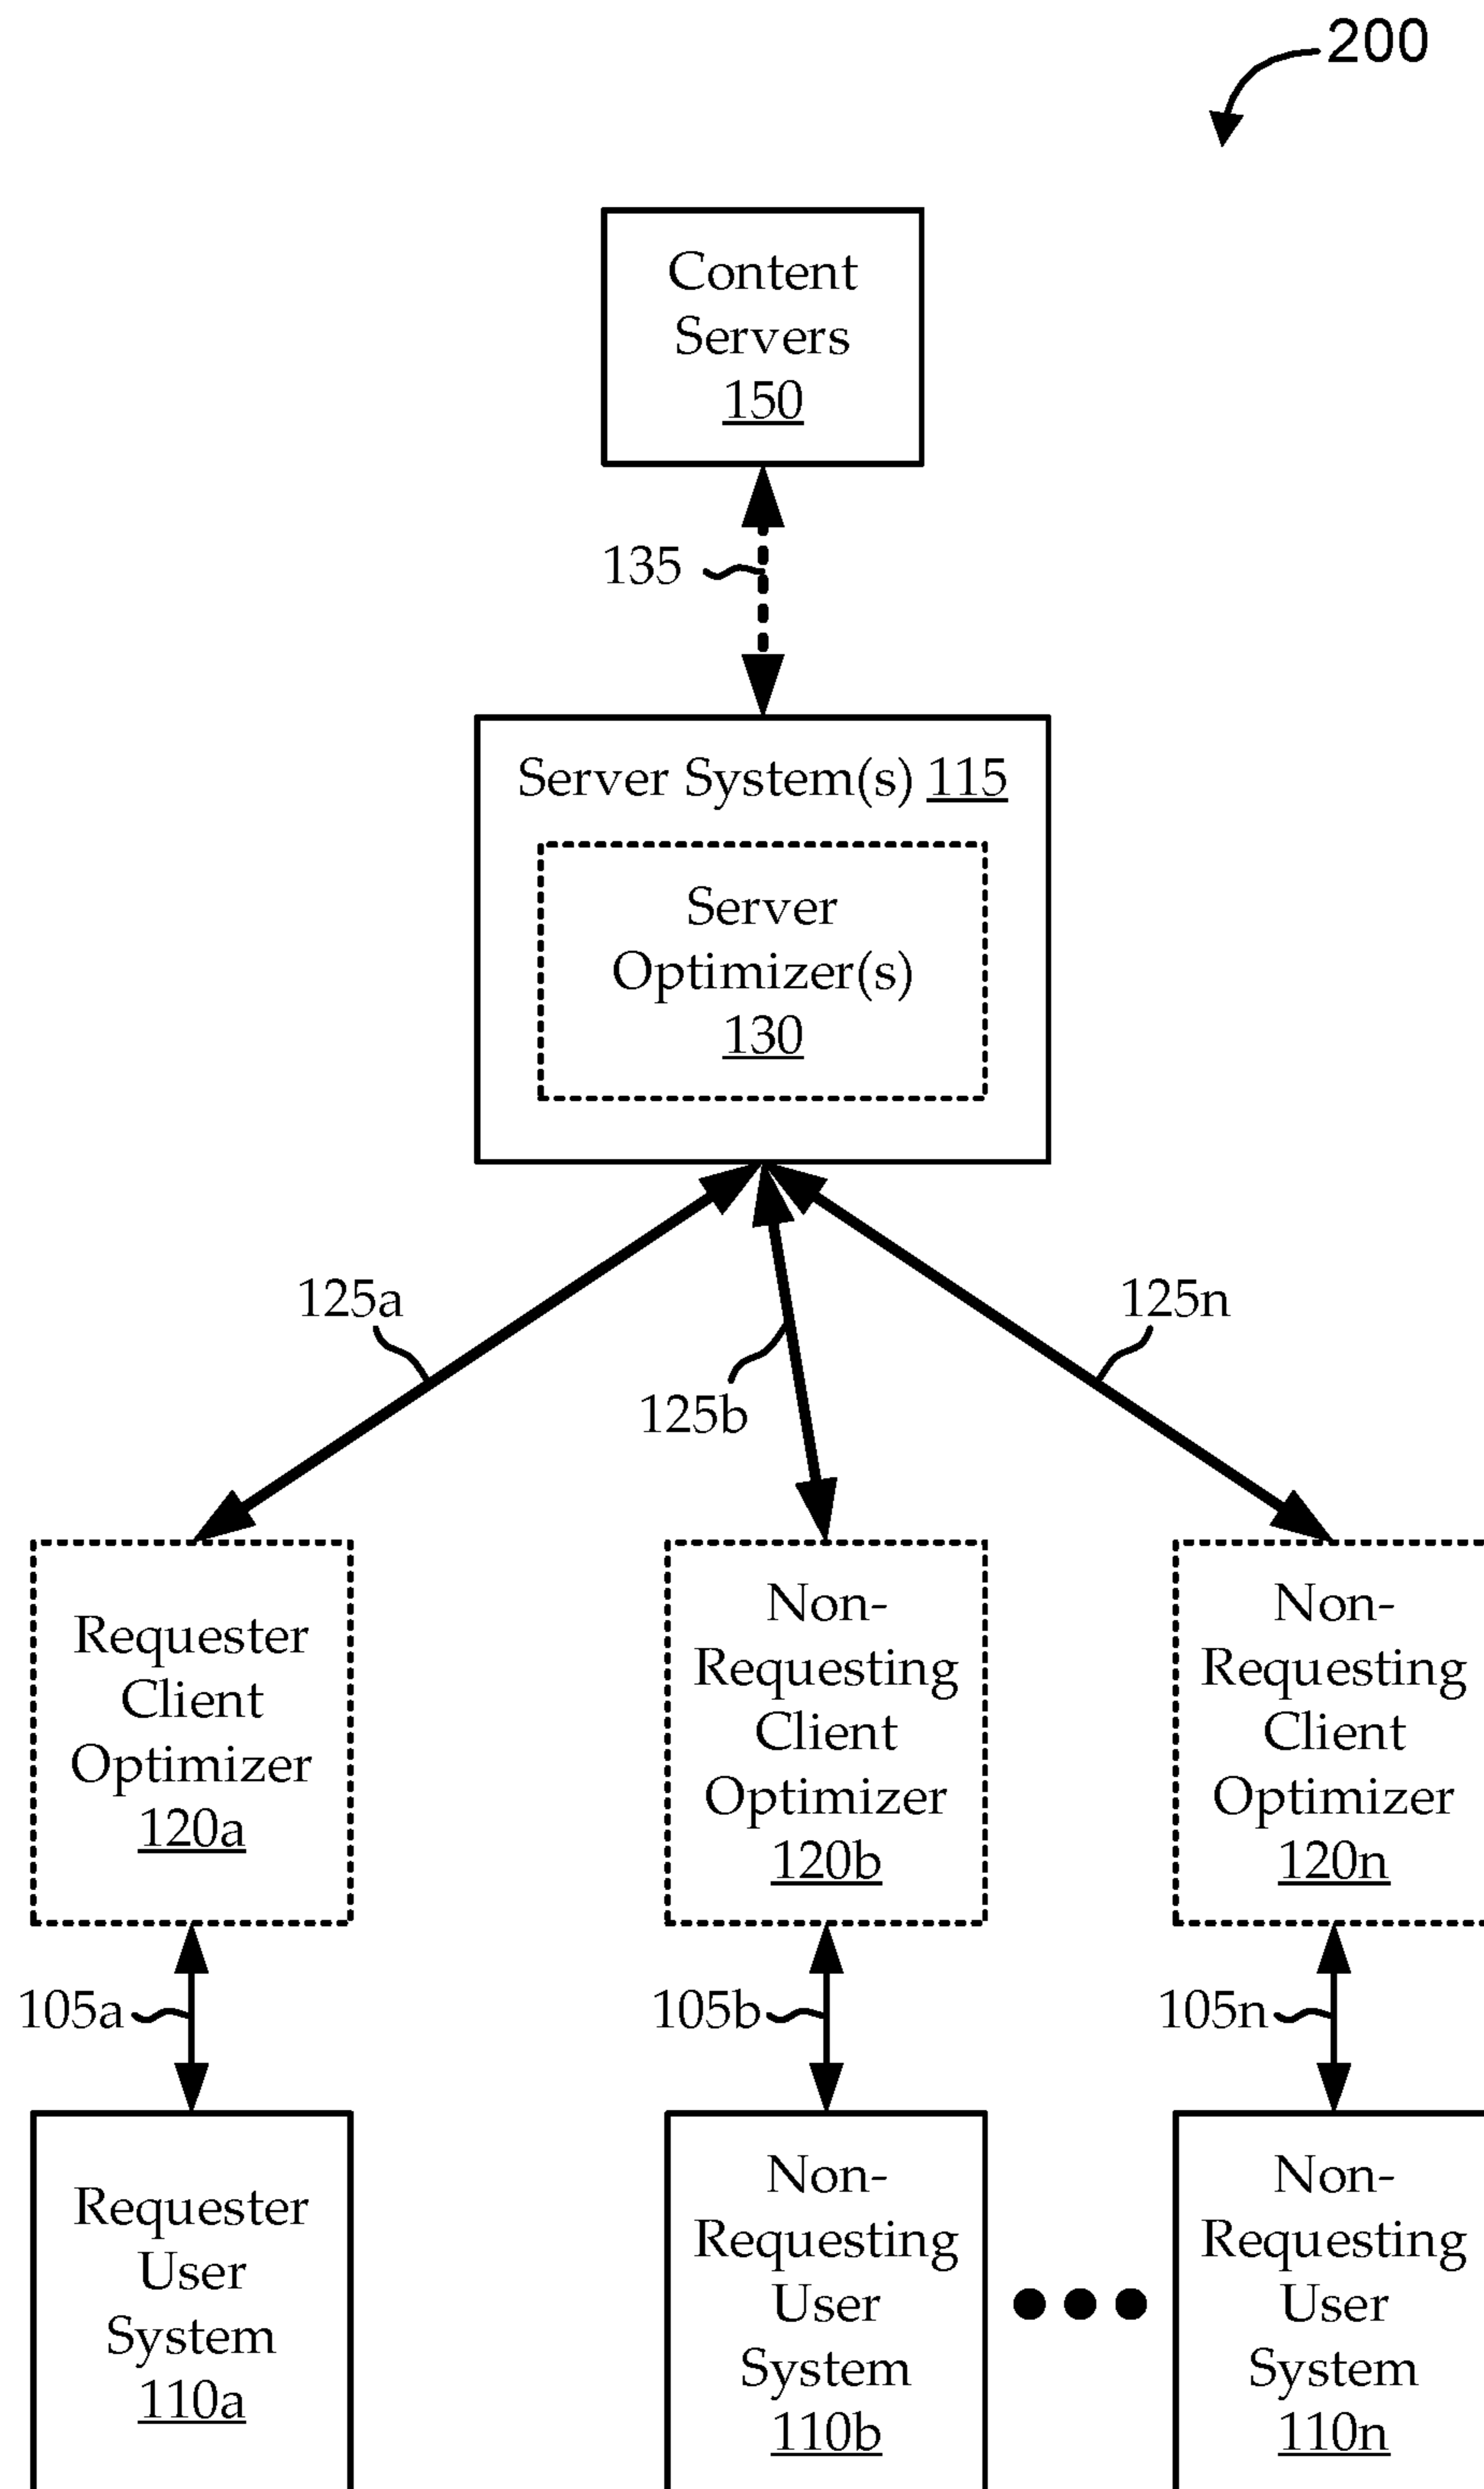 200
Content
Servers
150
135
Server System(s) 115
Server
Optimizer(s)
130
125a
125n
125b
Requester
Client
Optimizer
120a
Non-
Requesting
Client
Optimizer
120b
Non-
Requesting
Client
Optimizer
120n
105a
105b
105n
Requester
User
System
110a
Non-
Requesting
User
System
110b
Non-
Requesting
User
System
110n